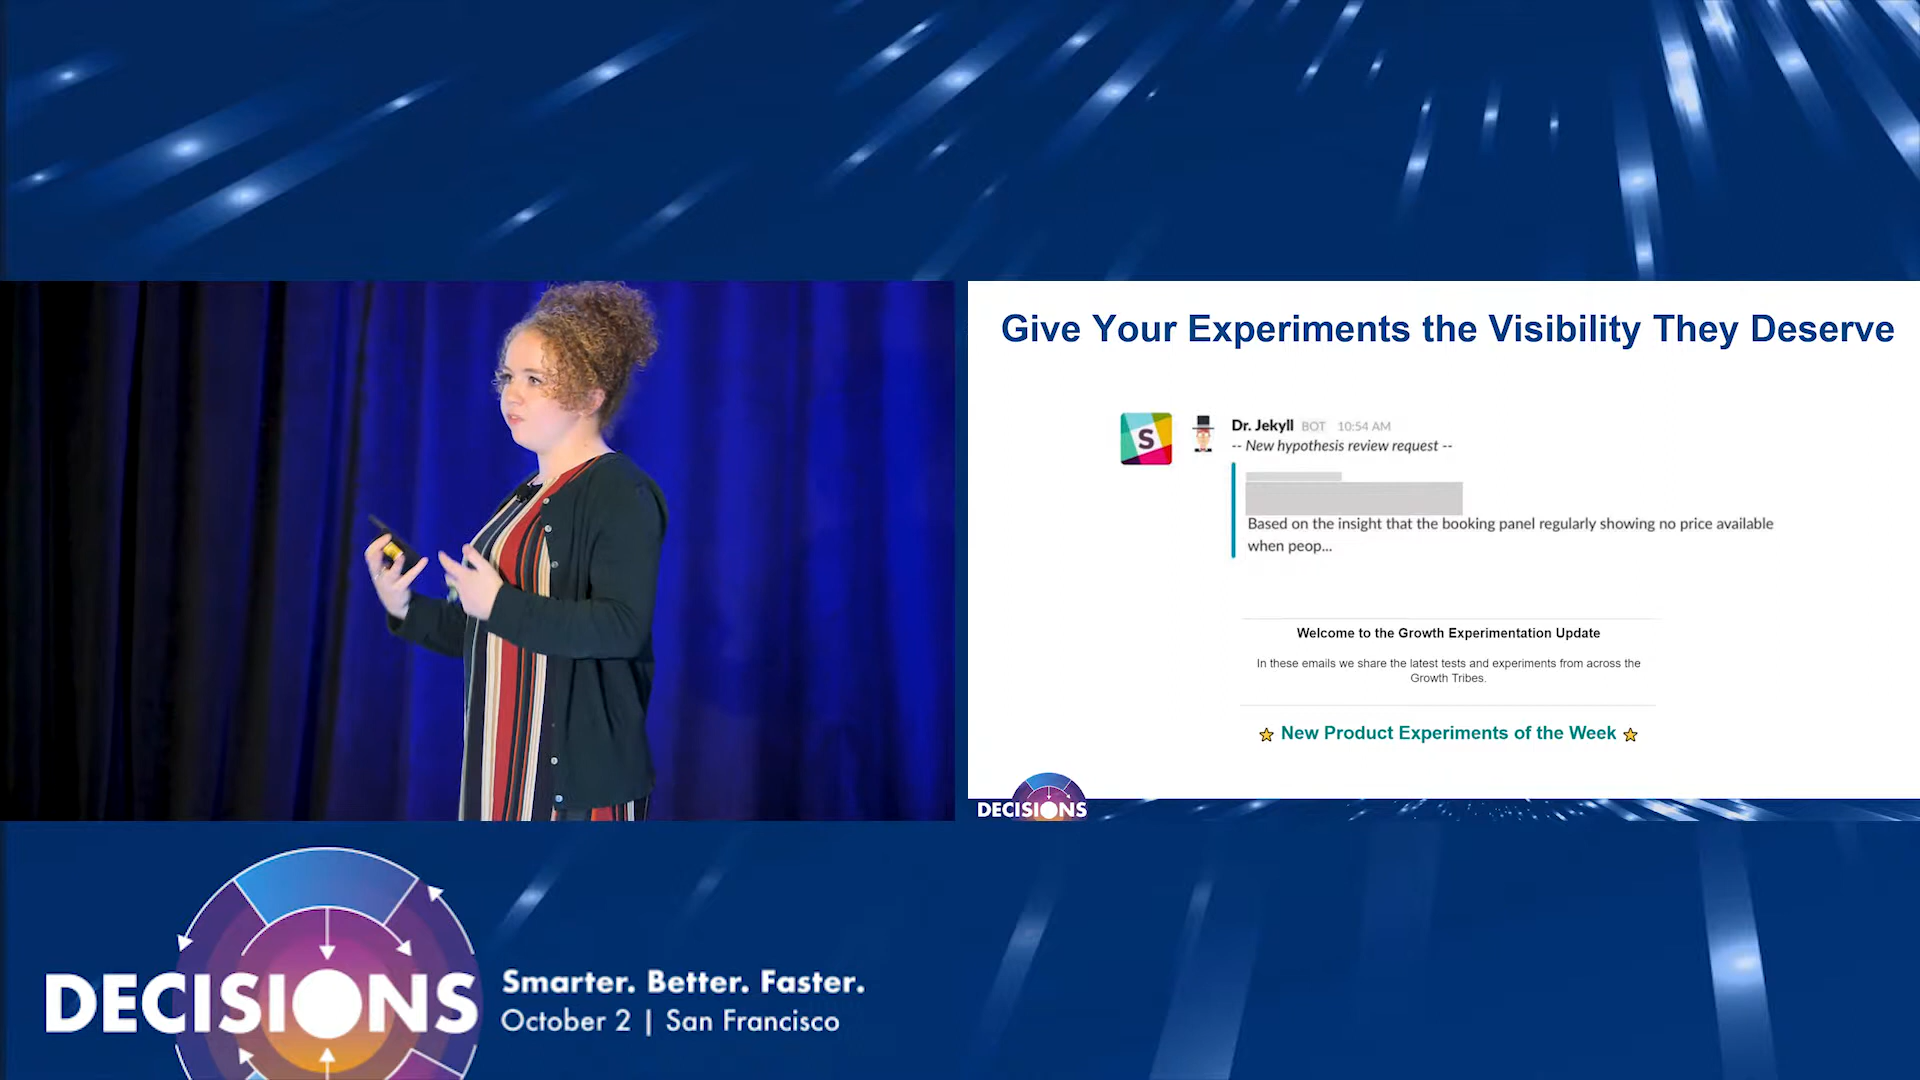 Give Your Experiments the Visibility They Deserve
S
Dr. Jekyll BOT 10:54 AM
-- New hypothesis review request --
Based on the insight that the booking panel regularly showing no price available
when peop...
Welcome to the Growth Experimentation Update
In these emails we share the latest tests and experiments from across the
Growth Tribes.
New Product Experiments of the Week
DECISIONS
DECISIONS
Smarter. Better. Faster.
October 2 | San Francisco